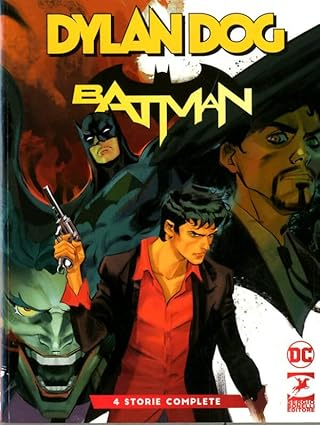 DYLAN DOG
BATMAN
DC
SERGIO
BONELLI
EDITORE
4 STORIE COMPLETE